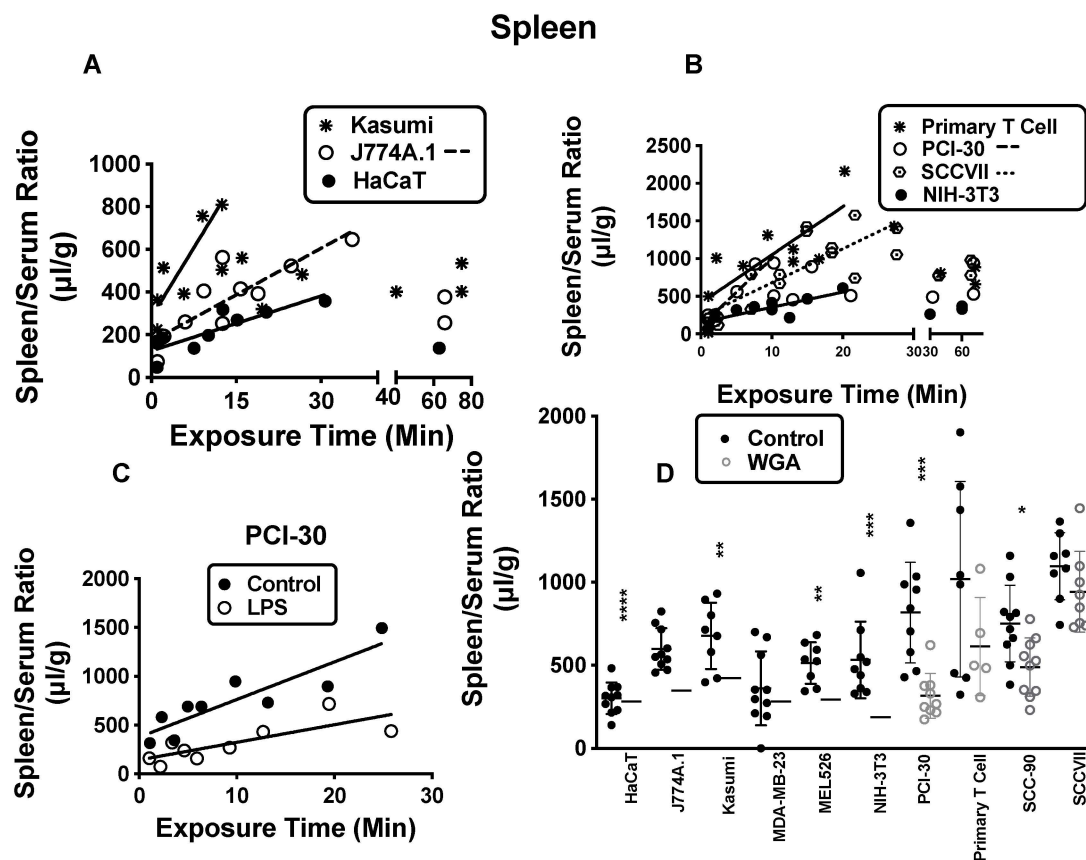 Spleen
A
Kasumi
J774A.1
HaCaT
Spleen/Serum Ratio
(µl/g)
1000
800
600
400
200
0
0 15 30 40 60 80
Exposure Time (Min)
B
Primary T Cell
PCI-30
SCCVII
NIH-3T3
Spleen/Serum Ratio
(µl/g)
2500
2000
1500
1000
500
0
0 10 20 30 30 60
Exposure Time (Min)
C
PCI-30
Control
LPS
Spleen/Serum Ratio
(µl/g)
2000
1500
1000
500
0
0 10 20 30
Exposure Time (Min)
D
Control
WGA
Spleen/Serum Ratio
(µl/g)
2000
1500
1000
500
0
****
**
**
***
***
*
HaCaT
J774A.1
Kasumi
MDA-MB-23
MEL526
NIH-3T3
PCI-30
Primary T Cell
SCC-90
SCCVII